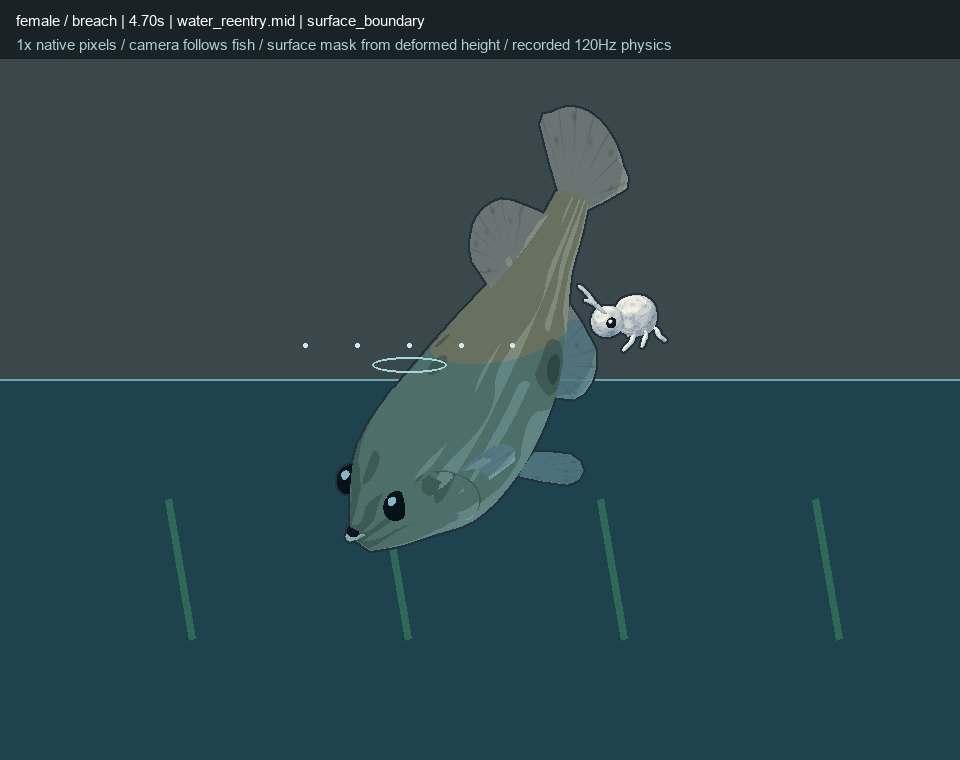 female / breach | 4.70s | water_reentry.mid | surface_boundary
1x native pixels / camera follows fish / surface mask from deformed height / recorded 120Hz physics